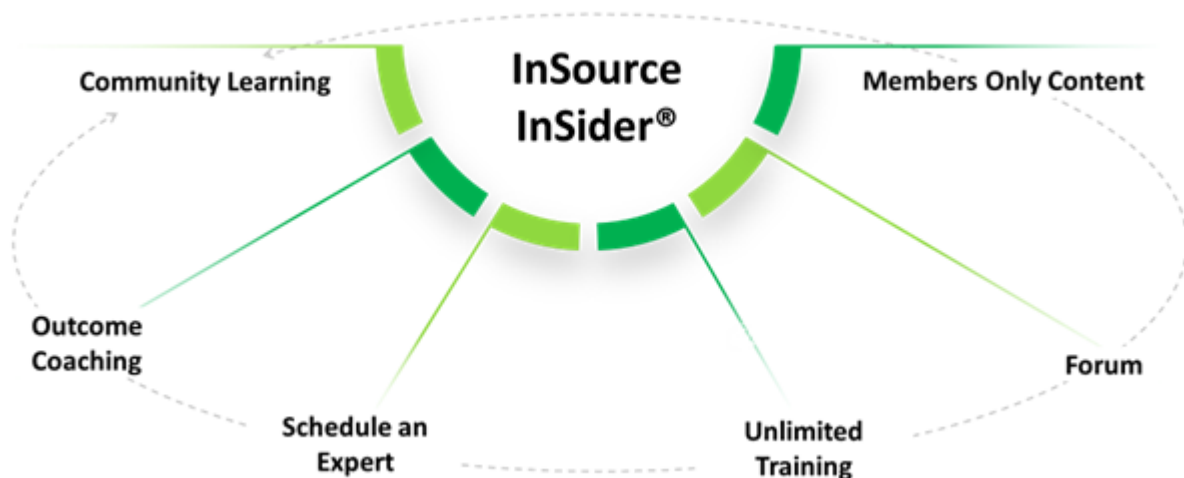 InSource
InSider®
Community Learning
Members Only Content
Outcome
Coaching
Forum
Schedule an
Expert
Unlimited
Training